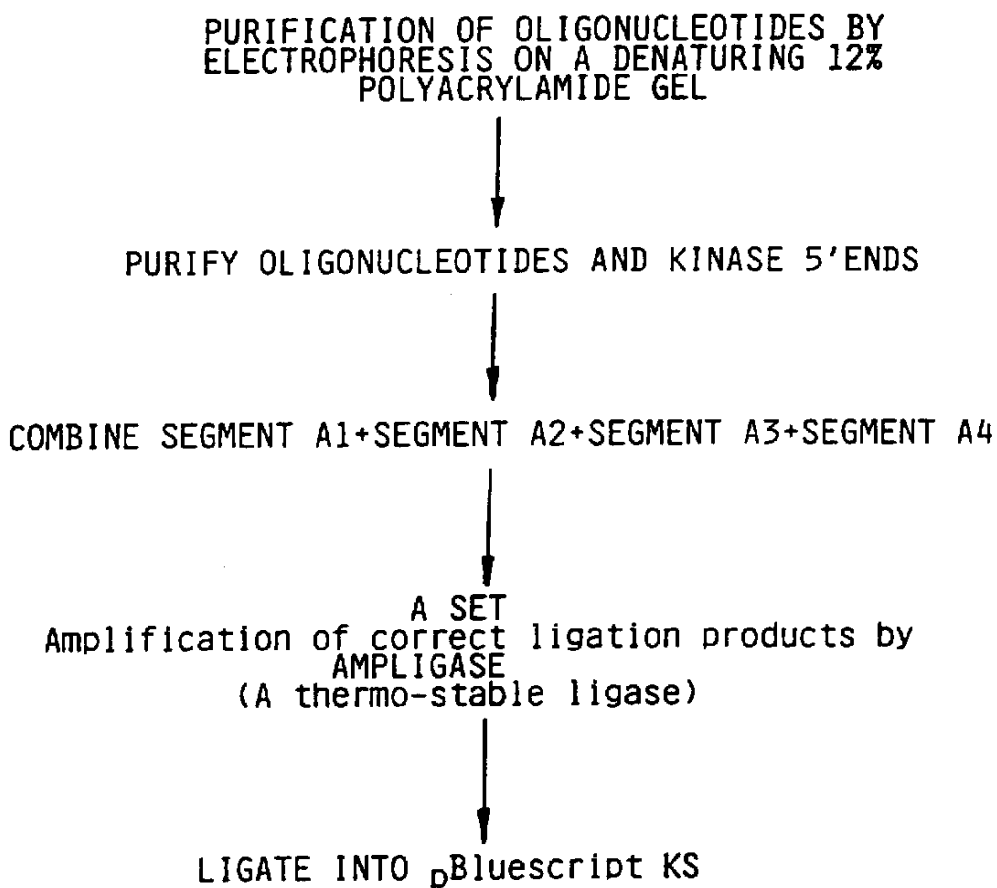 PURIFICATION OF OLIGONUCLEOTIDES BY
ELECTROPHORESIS ON A DENATURING 12%
POLYACRYLAMIDE GEL
PURIFY OLIGONUCLEOTIDES AND KINASE 5'ENDS
COMBINE SEGMENT A1+SEGMENT A2+SEGMENT A3+SEGMENT A4
A SET
Amplification of correct ligation products by
AMPLIGASE
(A thermo-stable ligase)
LIGATE INTO pBluescript KS